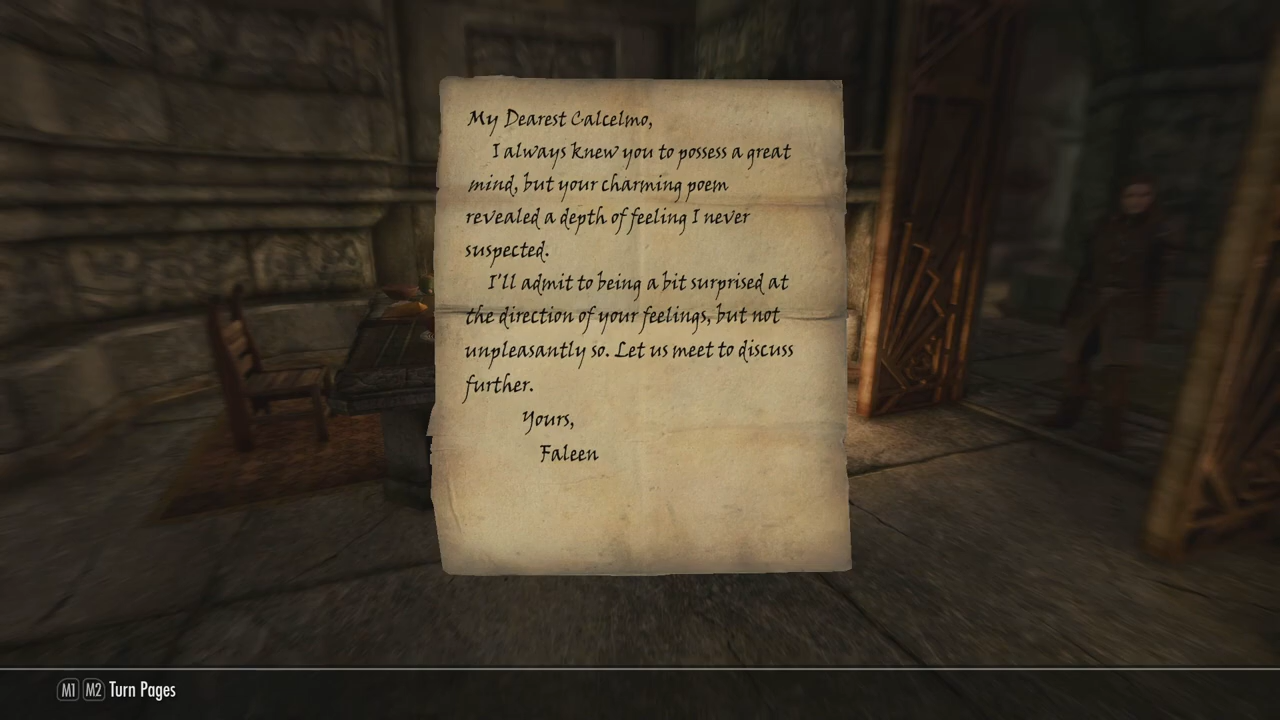 My Dearest Calcelmo,
I always knew you to possess a great
mind, but your charming poem
revealed a depth of feeling I never
suspected.
I'll admit to being a bit surprised at
the direction of your feelings, but not
unpleasantly so. Let us meet to discuss
further.
Yours,
Faleen
M1 M2 Turn Pages